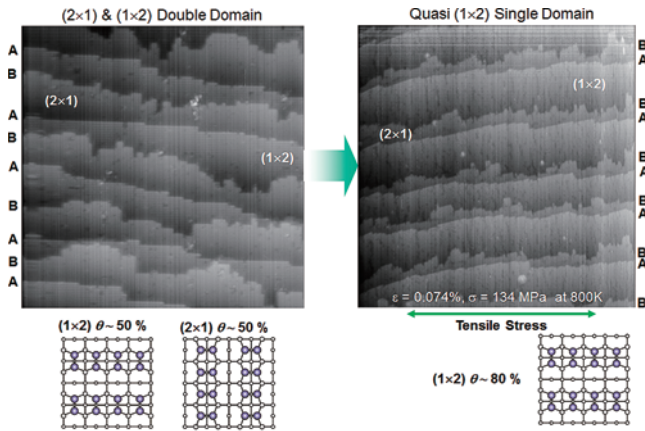 (2×1) & (1×2) Double Domain
Quasi (1×2) Single Domain
A
B
A
B
A
B
A
B
A
(2×1)
(1×2)
(1×2)
(2×1)
B
A
B
A
B
A
B
A
B
A
B
ε = 0.074%, σ = 134 MPa at 800K
Tensile Stress
(1×2) θ~ 50 %
(2×1) θ~ 50 %
(1×2) θ~ 80 %